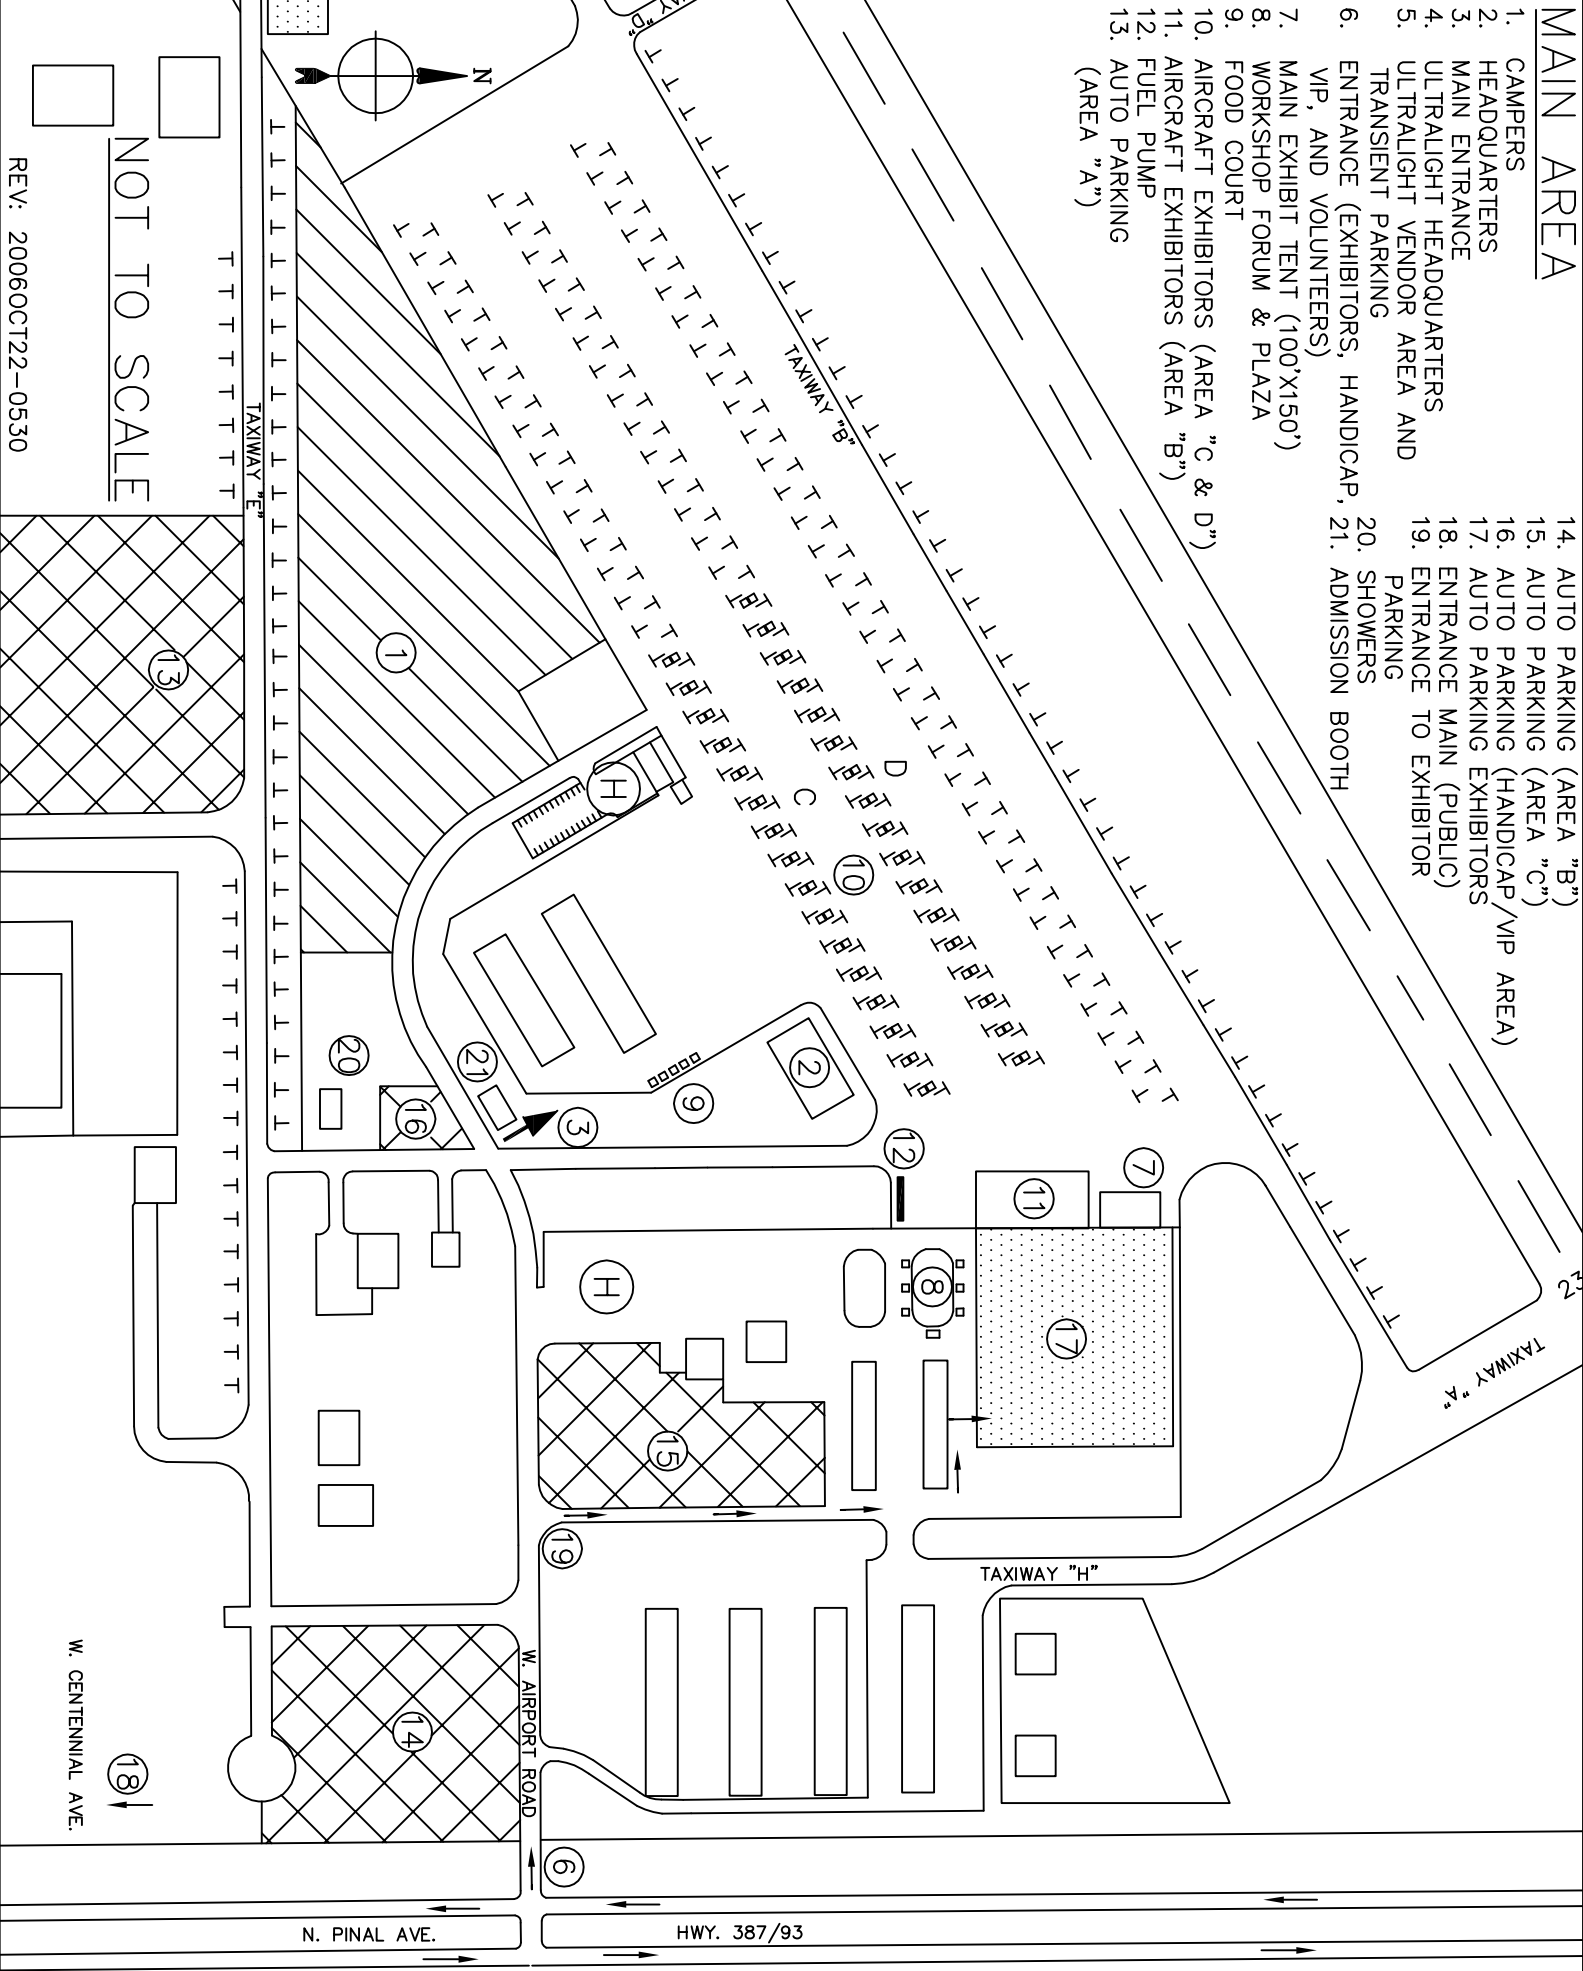 MAIN AREA
1. CAMPERS
2. HEADQUARTERS
3. MAIN ENTRANCE
4. ULTRALIGHT HEADQUARTERS
5. ULTRALIGHT VENDOR AREA AND
TRANSIENT PARKING
6. ENTRANCE (EXHIBITORS, HANDICAP,
VIP, AND VOLUNTEERS)
7. MAIN EXHIBIT TENT (100'X150')
8. WORKSHOP FORUM & PLAZA
9. FOOD COURT
10. AIRCRAFT EXHIBITORS (AREA "C & D")
11. AIRCRAFT EXHIBITORS (AREA "B")
12. FUEL PUMP
13. AUTO PARKING
(AREA "A")
14. AUTO PARKING (AREA "B")
15. AUTO PARKING (AREA "C")
16. AUTO PARKING (HANDICAP/VIP AREA)
17. AUTO PARKING EXHIBITORS
18. ENTRANCE MAIN (PUBLIC)
19. ENTRANCE TO EXHIBITOR
PARKING
20. SHOWERS
21. ADMISSION BOOTH
23
TAXIWAY "A"
TAXIWAY "B"
"D"
N
D
C
10
7
11
17
12
8
2
9
3
21
H
H
1
16
20
15
19
TAXIWAY "H"
TAXIWAY "E"
13
14
W. AIRPORT ROAD
6
18
W. CENTENNIAL AVE.
N. PINAL AVE.
HWY. 387/93
NOT TO SCALE
REV: 2006OCT22-0530